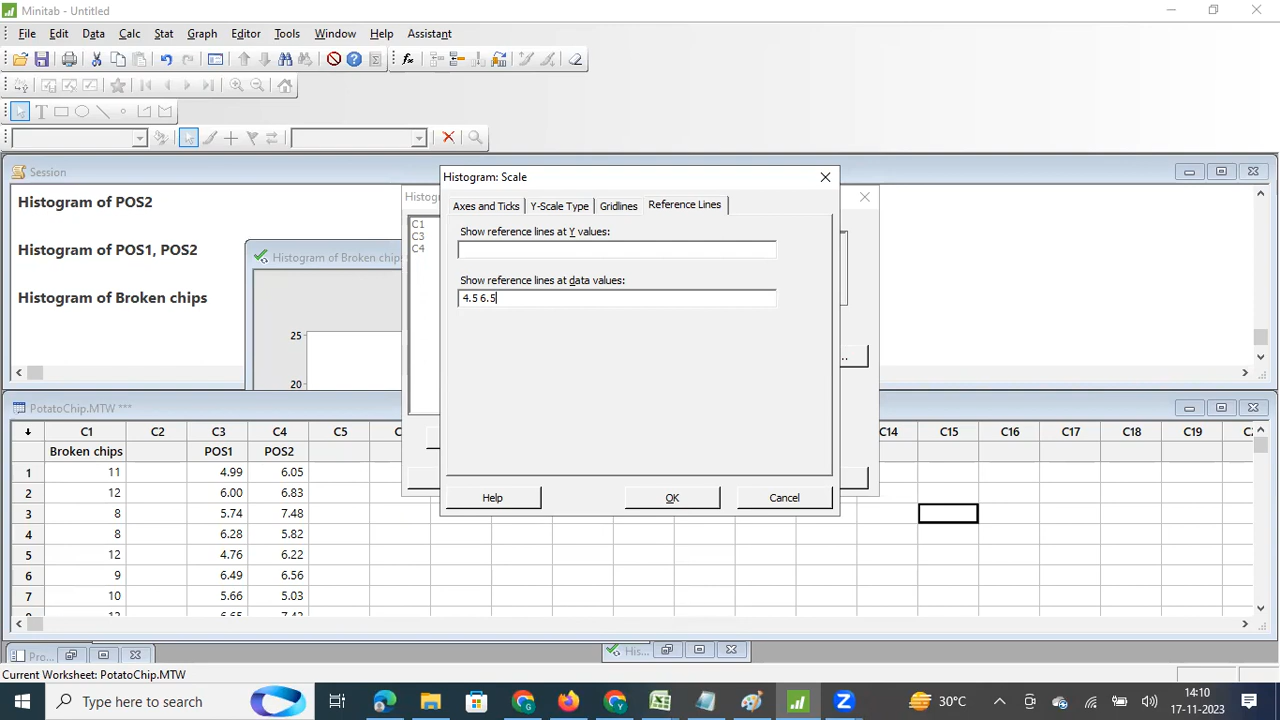 Minitab - Untitled
File Edit Data Calc Stat Graph Editor Tools Window Help Assistant
Session
Histogram of POS2
Histogram of POS1, POS2
Histogram of Broken chips
Histogram of Broken chips
25
20
C1
C3
C4
Histogram: Scale
Axes and Ticks Y-Scale Type Gridlines Reference Lines
Show reference lines at Y values:
Show reference lines at data values:
4.5 6.5
Help OK Cancel
PotatoChip.MTW ***
C1 C2 C3 C4 C5 C14 C15 C16 C17 C18 C19
Broken chips POS1 POS2
1 11 4.99 6.05
2 12 6.00 6.83
3 8 5.74 7.48
4 8 6.28 5.82
5 12 4.76 6.22
6 9 6.49 6.56
7 10 5.66 5.03
Pro... His...
Current Worksheet: PotatoChip.MTW
Type here to search
30°C
14:10
17-11-2023